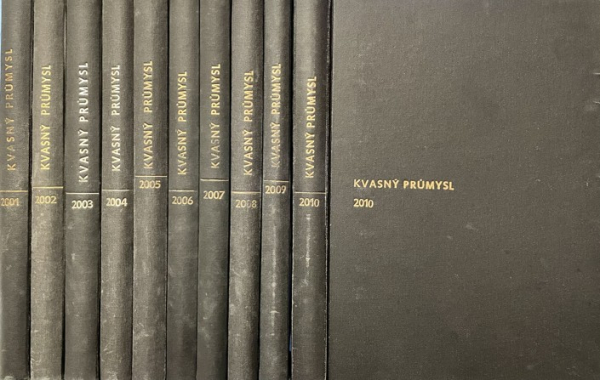 KVASNÝ PRŮMYSL
2001
KVASNÝ PRŮMYSL
2002
KVASNÝ PRŮMYSL
2003
KVASNÝ PRŮMYSL
2004
KVASNÝ PRŮMYSL
2005
KVASNÝ PRŮMYSL
2006
KVASNÝ PRŮMYSL
2007
KVASNÝ PRŮMYSL
2008
KVASNÝ PRŮMYSL
2009
KVASNÝ PRŮMYSL
2010
KVASNÝ PRŮMYSL
2010